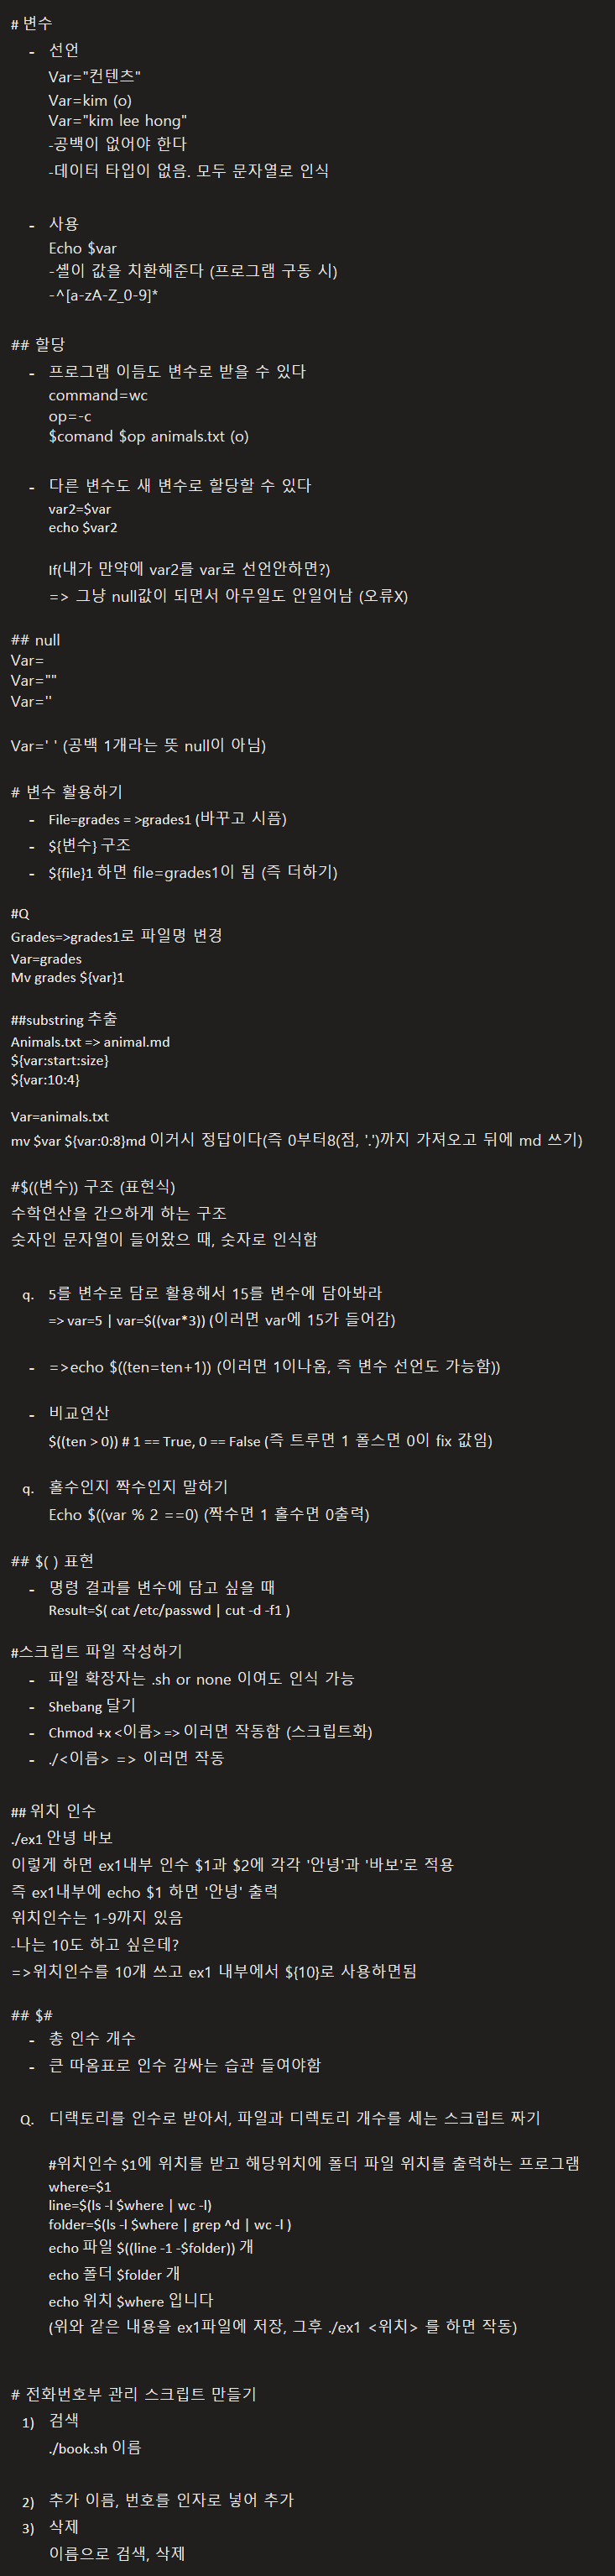 # 변수
- 선언
Var="컨텐츠"
Var=kim (o)
Var="kim lee hong"
-공백이 없어야 한다
-데이터 타입이 없음. 모두 문자열로 인식
- 사용
Echo $var
-셸이 값을 치환해준다 (프로그램 구동 시)
-^[a-zA-Z_0-9]*
## 할당
- 프로그램 이듬도 변수로 받을 수 있다
command=wc
op=-c
$comand $op animals.txt (o)
- 다른 변수도 새 변수로 할당할 수 있다
var2=$var
echo $var2
If(내가 만약에 var2를 var로 선언안하면?)
=> 그냥 null값이 되면서 아무일도 안일어남 (오류X)
## null
Var=
Var=""
Var=''
Var=' ' (공백 1개라는 뜻 null이 아님)
# 변수 활용하기
- File=grades = >grades1 (바꾸고 시픔)
- ${변수} 구조
- ${file}1 하면 file=grades1이 됨 (즉 더하기)
#Q
Grades=>grades1로 파일명 변경
Var=grades
Mv grades ${var}1
##substring 추출
Animals.txt => animal.md
${var:start:size}
${var:10:4}
Var=animals.txt
mv $var ${var:0:8}md 이거시 정답이다(즉 0부터8(점, '.')까지 가져오고 뒤에 md 쓰기)
#$((변수)) 구조 (표현식)
수학연산을 간으하게 하는 구조
숫자인 문자열이 들어왔으 때, 숫자로 인식함
q. 5를 변수로 담로 활용해서 15를 변수에 담아봐라
=> var=5 | var=$((var*3)) (이러면 var에 15가 들어감)
- =>echo $((ten=ten+1)) (이러면 1이나옴, 즉 변수 선언도 가능함))
- 비교연산
$((ten > 0)) # 1 == True, 0 == False (즉 트루면 1 폴스면 0이 fix 값임)
q. 홀수인지 짝수인지 말하기
Echo $((var % 2 ==0) (짝수면 1 홀수면 0출력)
## $( ) 표현
- 명령 결과를 변수에 담고 싶을 때
Result=$( cat /etc/passwd | cut -d -f1 )
#스크립트 파일 작성하기
- 파일 확장자는 .sh or none 이여도 인식 가능
- Shebang 달기
- Chmod +x <이름> => 이러면 작동함 (스크립트화)
- ./<이름> => 이러면 작동
## 위치 인수
./ex1 안녕 바보
이렇게 하면 ex1내부 인수 $1과 $2에 각각 '안녕'과 '바보'로 적용
즉 ex1내부에 echo $1 하면 '안녕' 출력
위치인수는 1-9까지 있음
-나는 10도 하고 싶은데?
=>위치인수를 10개 쓰고 ex1 내부에서 ${10}로 사용하면됨
## $#
- 총 인수 개수
- 큰 따옴표로 인수 감싸는 습관 들여야함
Q. 디랙토리를 인수로 받아서, 파일과 디렉토리 개수를 세는 스크립트 짜기
#위치인수 $1에 위치를 받고 해당위치에 폴더 파일 위치를 출력하는 프로그램
where=$1
line=$(ls -l $where | wc -l)
folder=$(ls -l $where | grep ^d | wc -l )
echo 파일 $((line -1 -$folder)) 개
echo 폴더 $folder 개
echo 위치 $where 입니다
(위와 같은 내용을 ex1파일에 저장, 그후 ./ex1 <위치> 를 하면 작동)
# 전화번호부 관리 스크립트 만들기
1) 검색
./book.sh 이름
2) 추가 이름, 번호를 인자로 넣어 추가
3) 삭제
이름으로 검색, 삭제